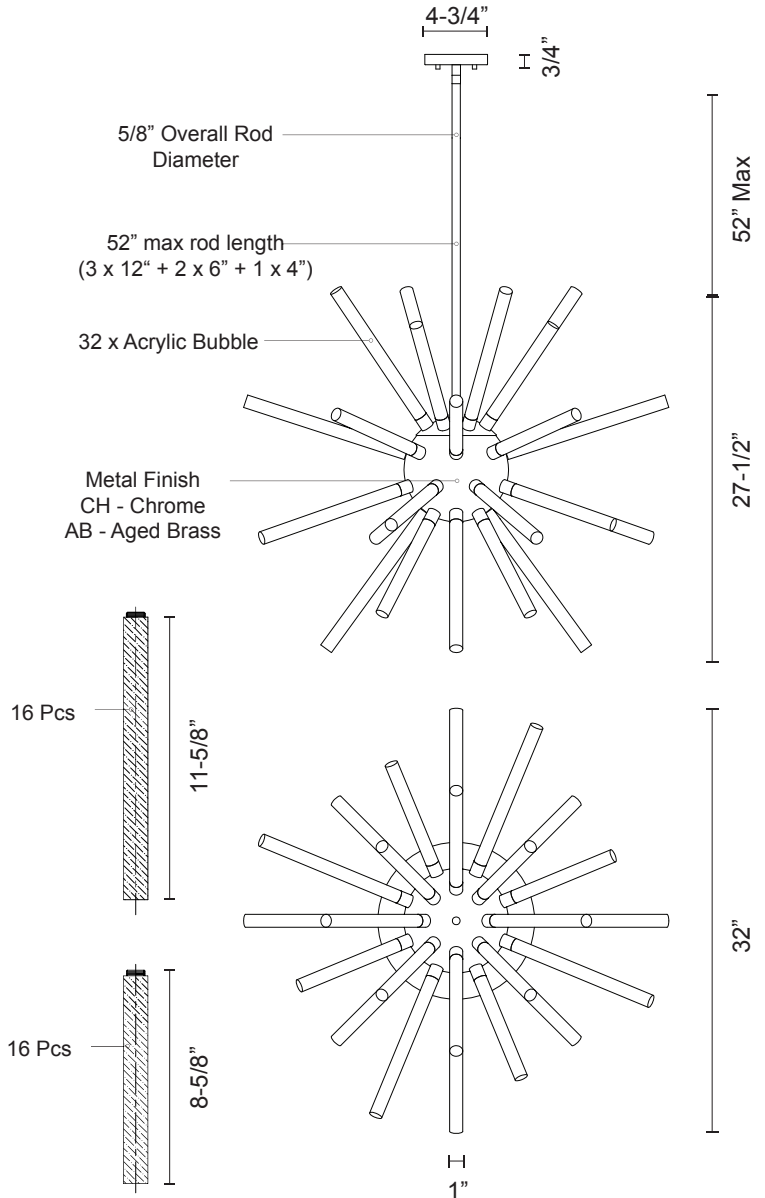 4-3/4”
3/4”
5/8” Overall Rod
Diameter
52” max rod length
(3 x 12“ + 2 x 6” + 1 x 4”)
52” Max
32 x Acrylic Bubble
Metal Finish
CH - Chrome
AB - Aged Brass
27-1/2”
16 Pcs
11-5/8”
16 Pcs
8-5/8”
32”
1”